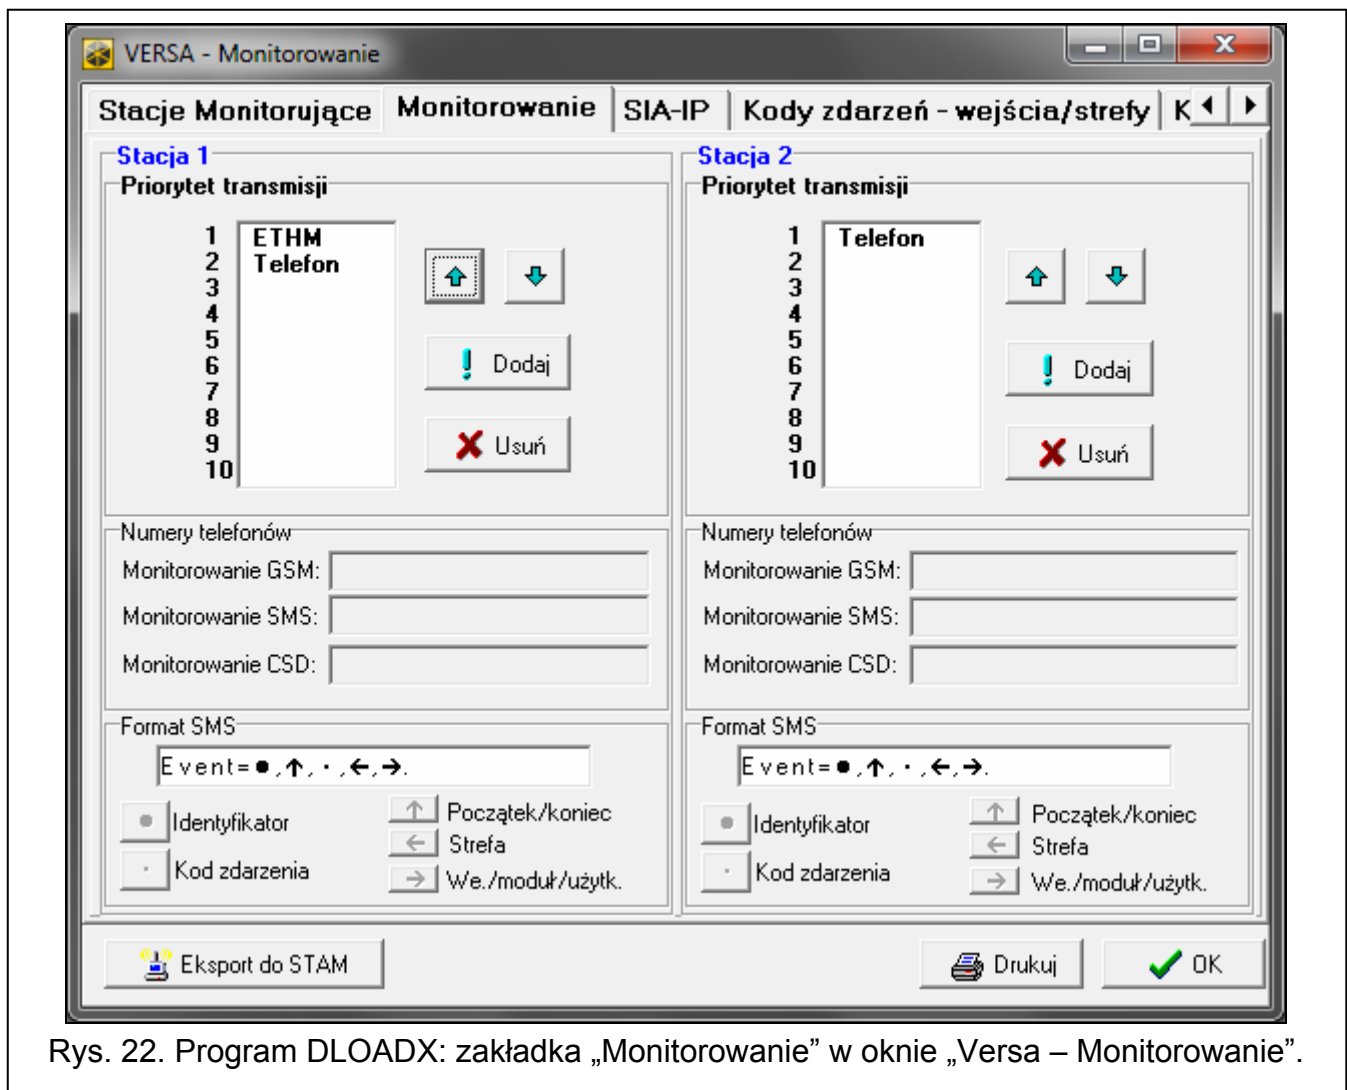 VERSA - Monitorowanie
Stacje Monitorujące Monitorowanie SIA-IP Kody zdarzeń - wejścia/strefy K
Stacja 1
Priorytet transmisji
1 ETHM
2 Telefon
3
4
5
6
7
8
9
10
Dodaj
Usuń
Numery telefonów
Monitorowanie GSM:
Monitorowanie SMS:
Monitorowanie CSD:
Format SMS
Event=●,↑,·,←,→.
Identyfikator
Kod zdarzenia
Początek/koniec
Strefa
We./moduł/użytk.
Stacja 2
Priorytet transmisji
1 Telefon
2
3
4
5
6
7
8
9
10
Dodaj
Usuń
Numery telefonów
Monitorowanie GSM:
Monitorowanie SMS:
Monitorowanie CSD:
Format SMS
Event=●,↑,·,←,→.
Identyfikator
Kod zdarzenia
Początek/koniec
Strefa
We./moduł/użytk.
Eksport do STAM
Drukuj
OK
Rys. 22. Program DLOADX: zakładka „Monitorowanie” w oknie „Versa – Monitorowanie”.